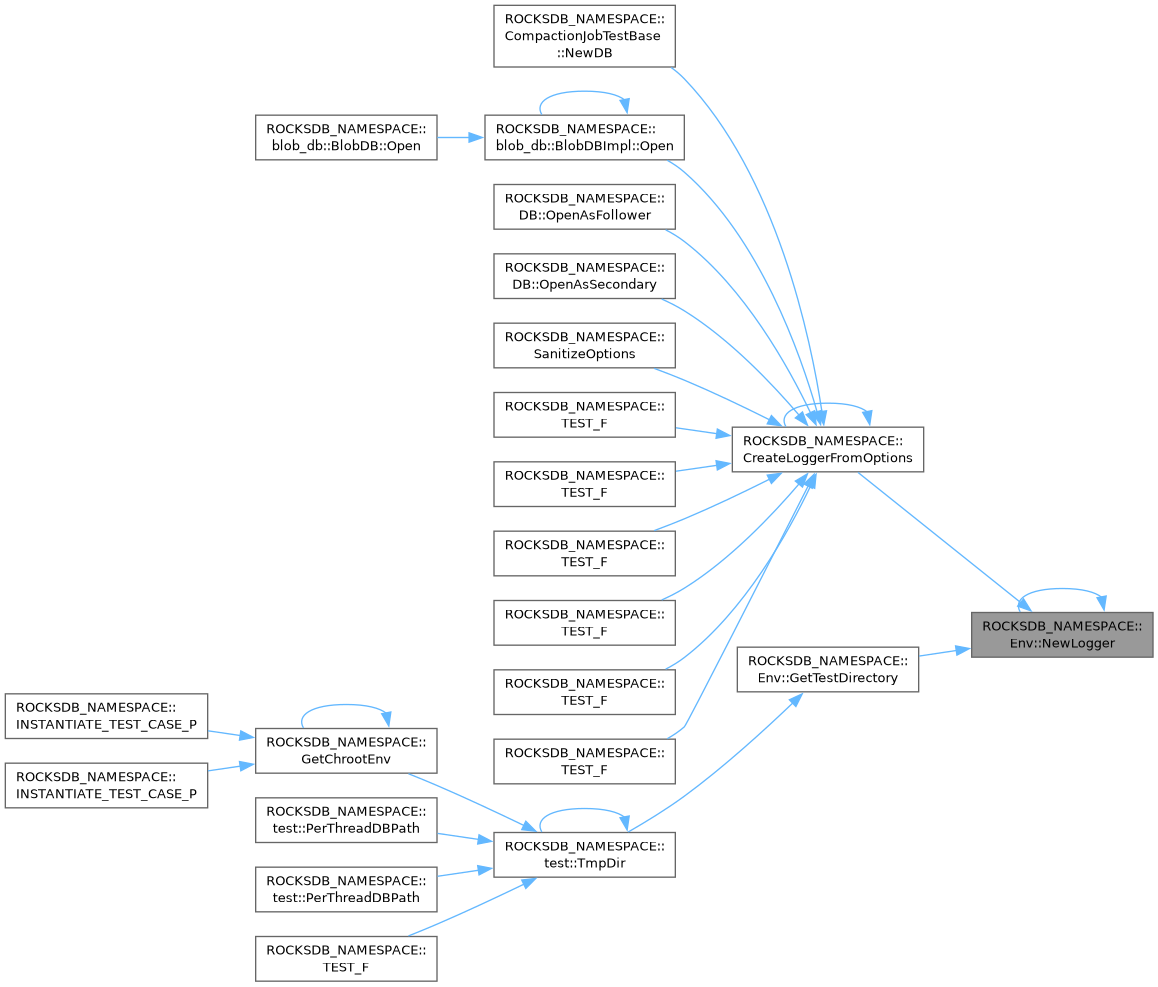 ROCKSDB_NAMESPACE::
CompactionJobTestBase
::NewDB
ROCKSDB_NAMESPACE::
blob_db::BlobDB::Open
ROCKSDB_NAMESPACE::
blob_db::BlobDBImpl::Open
ROCKSDB_NAMESPACE::
DB::OpenAsFollower
ROCKSDB_NAMESPACE::
DB::OpenAsSecondary
ROCKSDB_NAMESPACE::
SanitizeOptions
ROCKSDB_NAMESPACE::
TEST_F
ROCKSDB_NAMESPACE::
CreateLoggerFromOptions
ROCKSDB_NAMESPACE::
TEST_F
ROCKSDB_NAMESPACE::
TEST_F
ROCKSDB_NAMESPACE::
TEST_F
ROCKSDB_NAMESPACE::
Env::NewLogger
ROCKSDB_NAMESPACE::
Env::GetTestDirectory
ROCKSDB_NAMESPACE::
TEST_F
ROCKSDB_NAMESPACE::
INSTANTIATE_TEST_CASE_P
ROCKSDB_NAMESPACE::
GetChrootEnv
ROCKSDB_NAMESPACE::
TEST_F
ROCKSDB_NAMESPACE::
INSTANTIATE_TEST_CASE_P
ROCKSDB_NAMESPACE::
test::PerThreadDBPath
ROCKSDB_NAMESPACE::
test::TmpDir
ROCKSDB_NAMESPACE::
test::PerThreadDBPath
ROCKSDB_NAMESPACE::
TEST_F